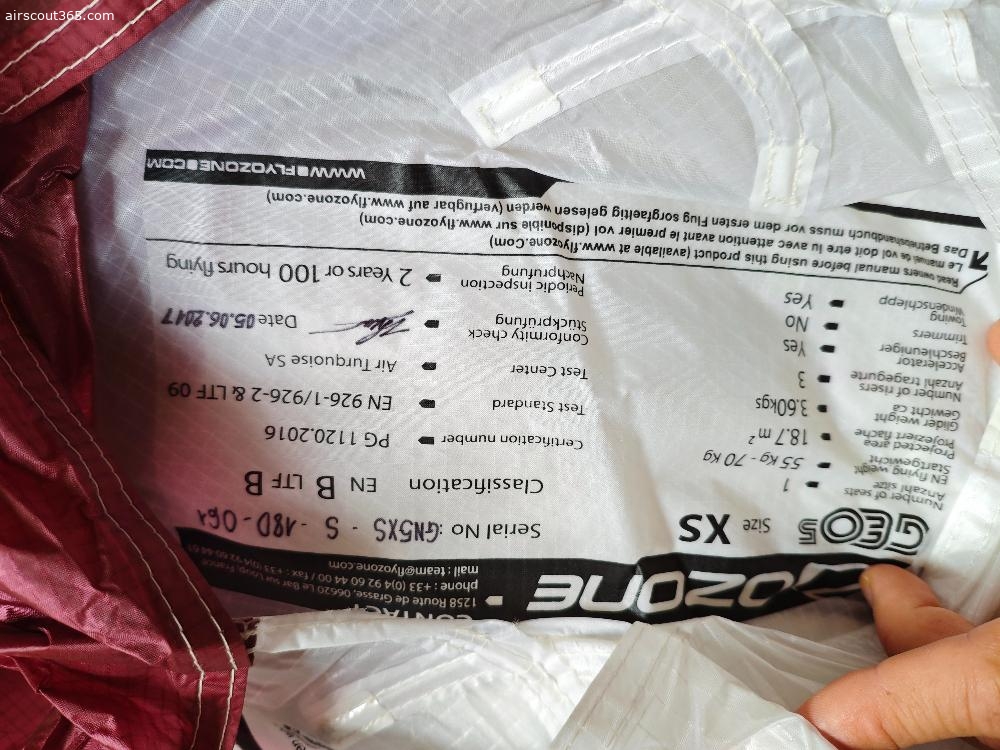 airscout365.com
OZONE
CONTACT
1258 Route de Grasse, 06620 Le Bar sur Loup, France
phone : +33 (0)4 92 60 44 00 / fax : +33 (0)4 92 60 44 01
mail : team@flyozone.com
GEO5
Size XS
Number of seats
Anzahl sitze
1
EN flying weight
Startgewicht
55 kg - 70 kg
Projected area
Projeziert flache
18.7 m²
Glider weight
Gewicht ca
3.60kgs
Number of risers
Anzahl tragegurte
3
Accelerator
Beschleuniger
Yes
Trimmers
No
Towing
Windenschlepp
Yes
Serial No : GN5XS - S - 18D - 061
Classification EN B LTF B
Certification number PG 1120.2016
Test Standard EN 926-1/926-2 & LTF 09
Test Center Air Turquoise SA
Conformity check
Stückprüfung
Date 05.06.2017
Periodic inspection
Nachprüfung
2 Years or 100 hours flying
Read owners manual before using this product (available at www.flyozone.Com)
Le manuel de vol doit etre lu avec attention avant le premier vol (disponible sur www.flyozone.com)
Das Betriebshandbuch muss vor dem ersten Flug sorgfaeltig gelesen werden (verfugbar auf www.flyozone.com)
WWW.FLYOZONE.COM